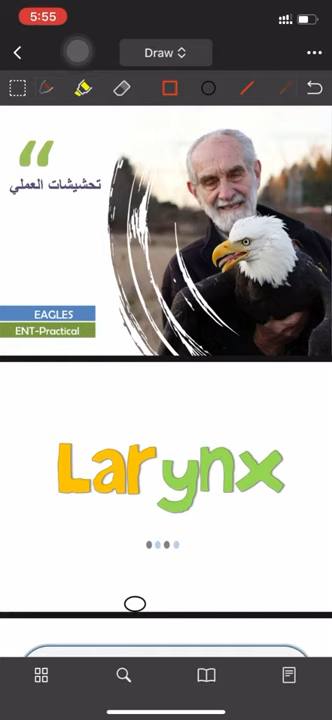 5:55
Draw
“
تحشيشات العملي
EAGLES
ENT-Practical
Larynx